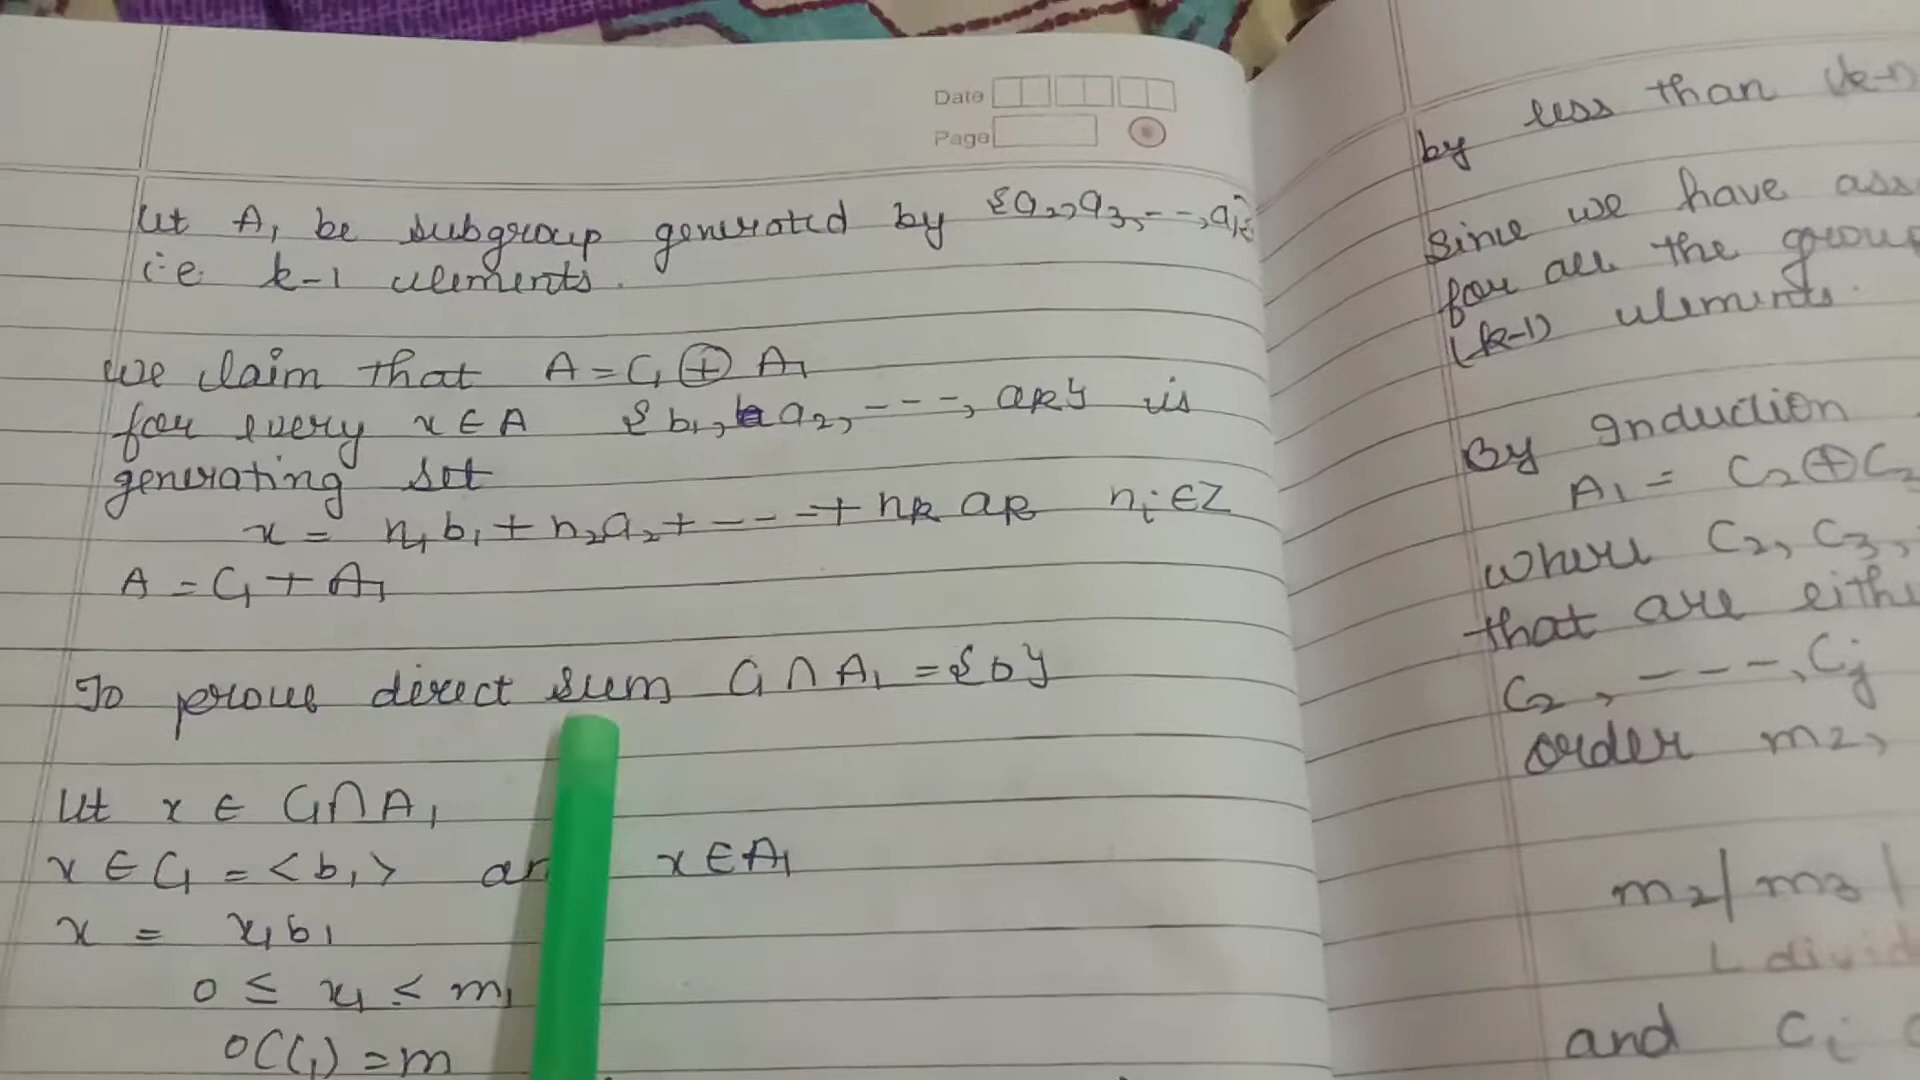 Date
Page
Let A₁ be subgroup generated by {a₂, a₃, - - -, aₖ}
i.e. k-1 elements.
We claim that A = C₁ ⊕ A₁
for every x ∈ A {b₁, a₂, - - - -, aₖ} is
generating set
x = n₁b₁ + n₂a₂ + - - - + nₖ aₖ nᵢ ∈ Z
A = C₁ + A₁
To prove direct sum C₁ ∩ A₁ = {0}
Let x ∈ C₁ ∩ A₁
x ∈ C₁ = <b₁> x ∈ A₁
x = x₁b₁
0 ≤ x₁ < m₁
O(C₁) = m
by less than (k-1)
Since we have
for all the
(k-1) elements.
By Induction
A₁ = C₂ ⊕ C₃
where C₂, C₃,
that are
C₂, - - - -, Cⱼ
order m₂,
m₂ | m₃ |
and Cᵢ